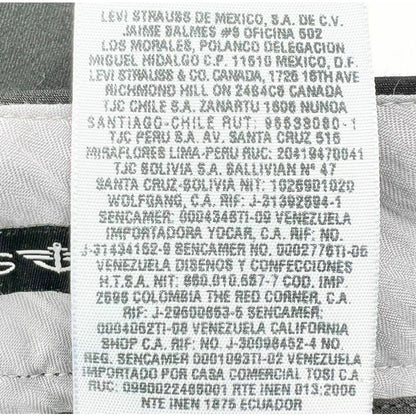 LEVI STRAUSS DE MEXICO, S.A. DE C.V.
JAIME BALMES #8 OFICINA 502
LOS MORALES, POLANCO DELEGACION
MIGUEL HIDALGO C.P. 11510 MEXICO, D.F.
LEVI STRAUSS & CO. CANADA, 1725 16TH AVE
RICHMOND HILL ON L4B4C6 CANADA
TJC CHILE S.A. ZANARTU 1606 NUNOA
SANTIAGO-CHILE RUT: 96538080-1
TJC PERU S.A. AV. SANTA CRUZ 516
MIRAFLORES LIMA-PERU RUC: 20419470041
TJC BOLIVIA S.A. BALLIVIAN Nº 47
SANTA CRUZ-BOLIVIA NIT: 1026901020
WOLFGANG, C.A. RIF: J-31392594-1
SENCAMER: 0004346TI-09 VENEZUELA
IMPORTADORA YOCAR, C.A. RIF: NO.
J-31434152-9 SENCAMER NO. 0002776TI-06
VENEZUELA DISENOS Y CONFECCIONES
H.T.S.A. NIT: 860.010.557-7 COD. IMP.
2696 COLOMBIA THE RED CORNER, C.A.
RIF: J-29600653-5 SENCAMER:
0004062TI-08 VENEZUELA CALIFORNIA
SHOP C.A. RIF: J-30098452-4 NO
REG. SENCAMER 0001093TI-02 VENEZUELA
IMPORTADO POR CASA COMERCIAL TOSI C.A
RUC: 0990022465001 RTE INEN 013:2006
NTE INEN 1875 ECUADOR
S